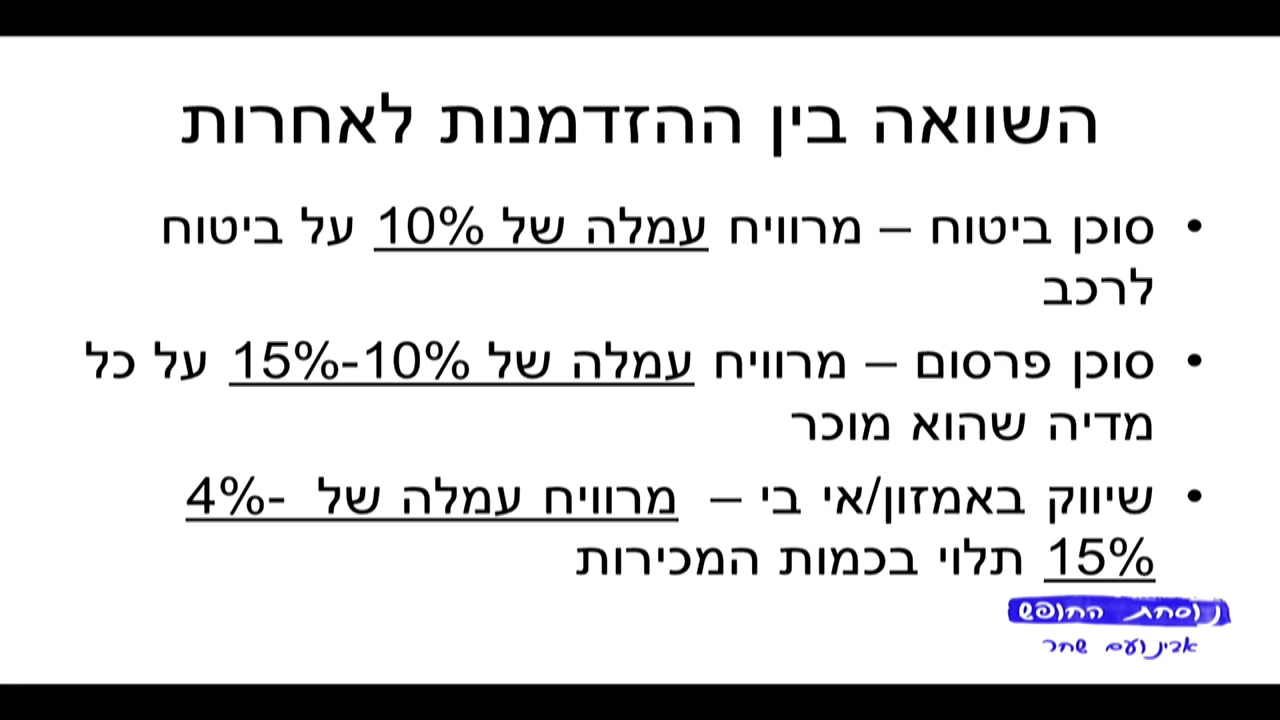 השוואה בין ההזדמנות לאחרות
• סוכן ביטוח – מרוויח עמלה של 10% על ביטוח
לרכב
• סוכן פרסום – מרוויח עמלה של 15%-10% על כל
מדיה שהוא מוכר
• שיווק באמזון/אי ביי – מרוויח עמלה של 4%-
15% תלוי בכמות המכירות
נוסחת החופש
אבינועם שחר